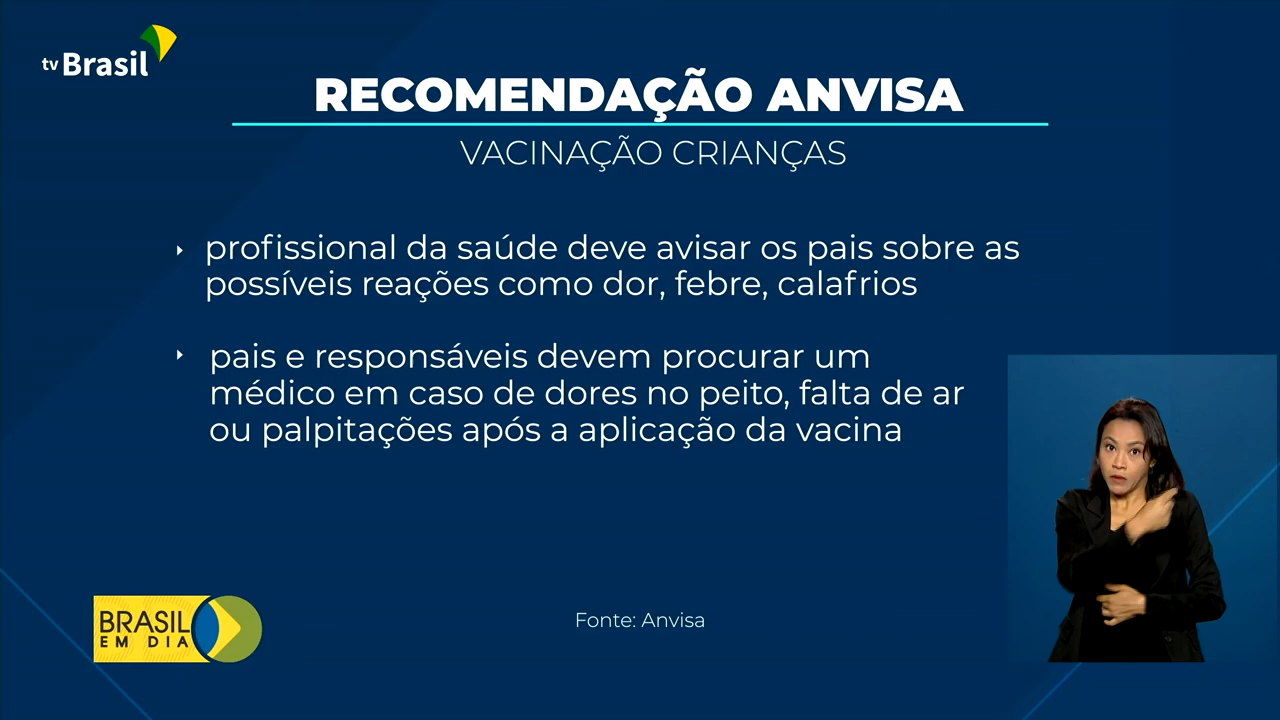 tv Brasil
RECOMENDAÇÃO ANVISA
VACINAÇÃO CRIANÇAS
profissional da saúde deve avisar os pais sobre as
possíveis reações como dor, febre, calafrios
pais e responsáveis devem procurar um
médico em caso de dores no peito, falta de ar
ou palpitações após a aplicação da vacina
BRASIL
EM DIA
Fonte: Anvisa